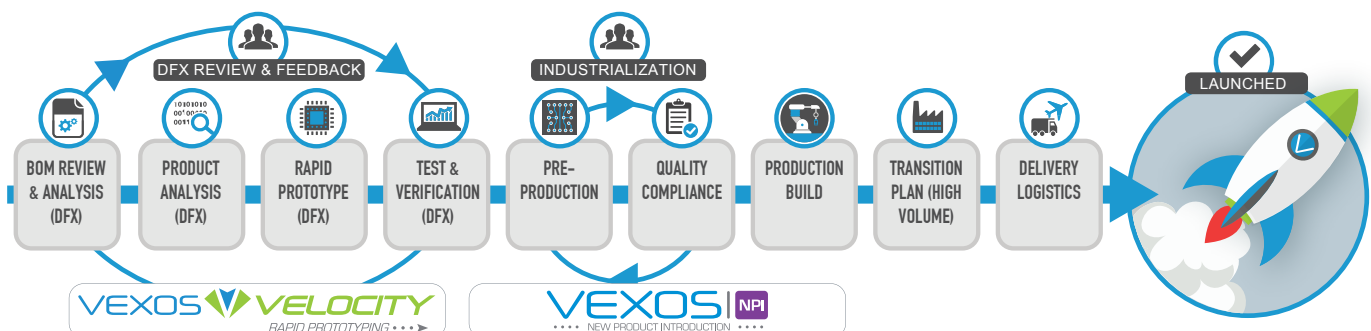 DFX REVIEW & FEEDBACK
INDUSTRIALIZATION
LAUNCHED
10101010
BOM REVIEW
& ANALYSIS
(DFX)
PRODUCT
ANALYSIS
(DFX)
RAPID
PROTOTYPE
(DFX)
TEST &
VERIFICATION
(DFX)
PRE-
PRODUCTION
QUALITY
COMPLIANCE
PRODUCTION
BUILD
TRANSITION
PLAN (HIGH
VOLUME)
DELIVERY
LOGISTICS
VEXOS VELOCITY
RAPID PROTOTYPING
VEXOS NPI
NEW PRODUCT INTRODUCTION